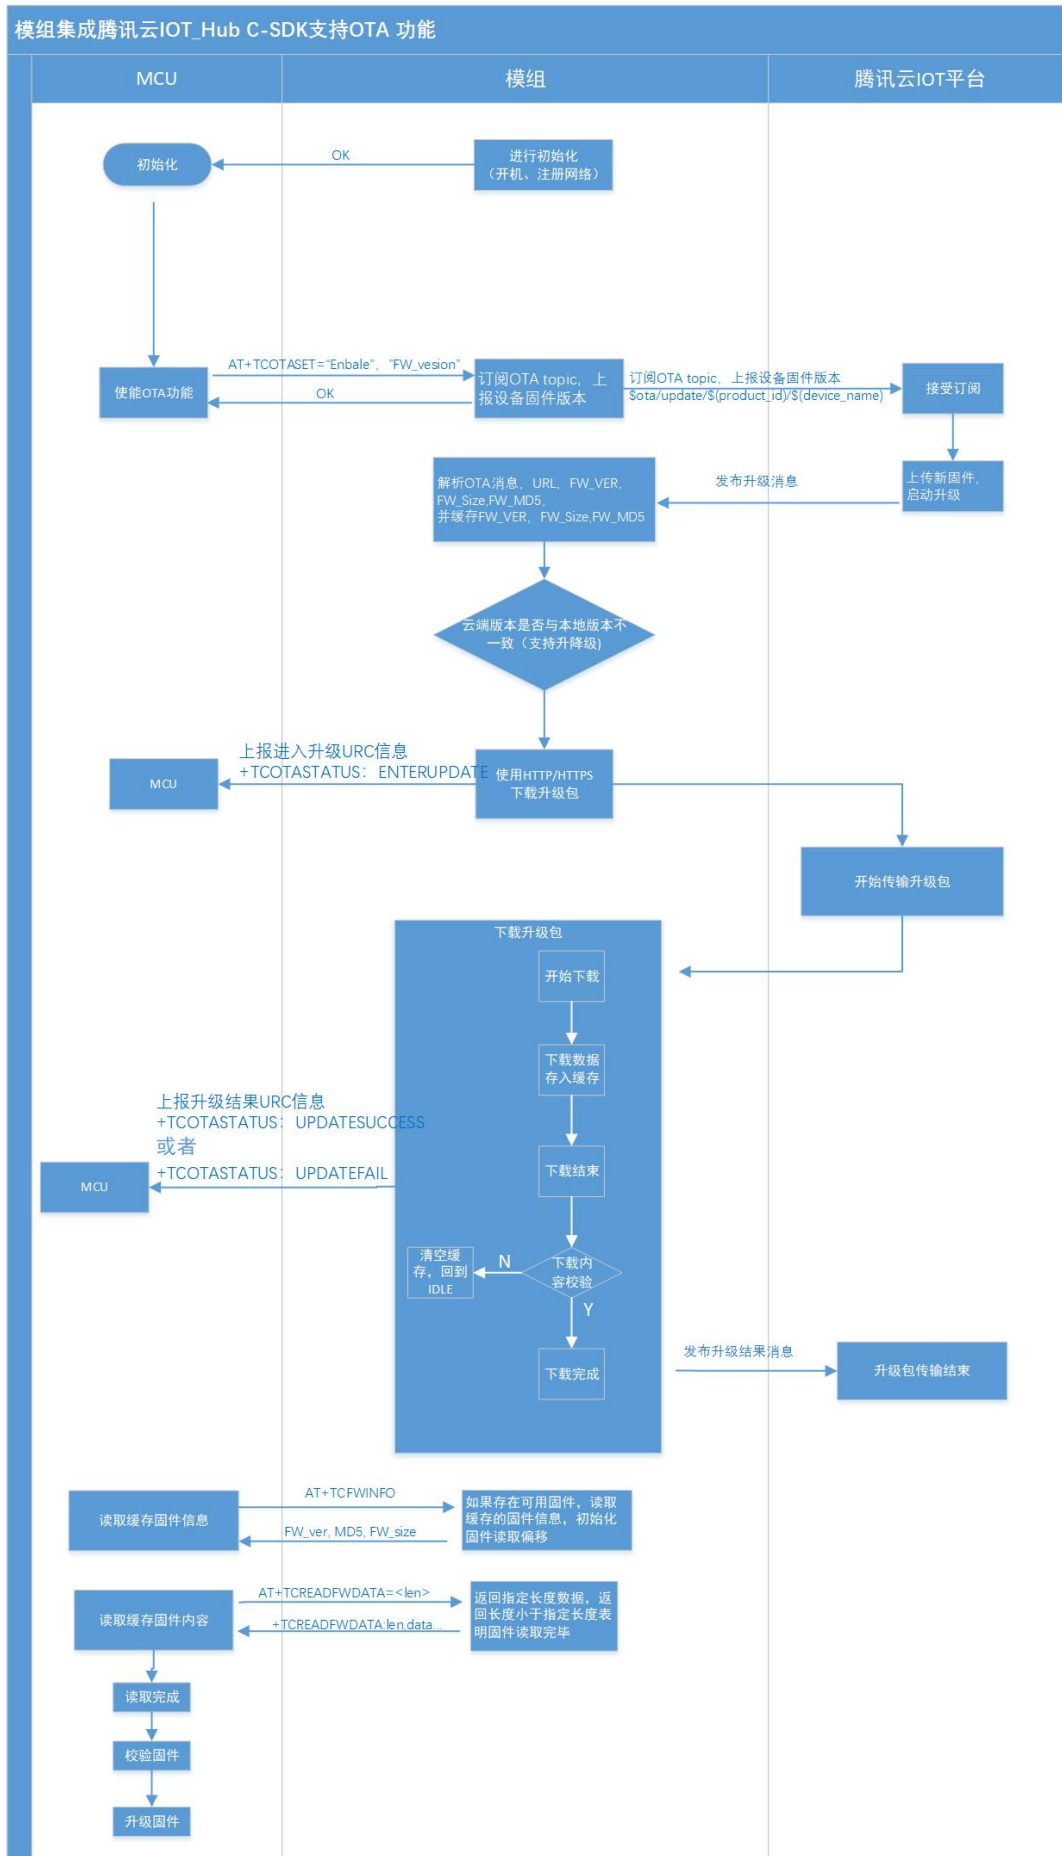 模组集成腾讯云IOT_Hub C-SDK支持OTA 功能
MCU
模组
腾讯云IOT平台
初始化
OK
进行初始化
（开机、注册网络）
使能OTA功能
AT+TCOTASET=“Enbale”，"FW_vesion"
OK
订阅OTA topic，上
报设备固件版本
订阅OTA topic，上报设备固件版本
$ota/update/$(product_id)/$(device_name)
接受订阅
上传新固件，
启动升级
发布升级消息
解析OTA消息，URL，FW_VER，
FW_Size,FW_MD5，
并缓存FW_VER，FW_Size,FW_MD5
云端版本是否与本地版本不
一致（支持升降级)
上报进入升级URC信息
+TCOTASTATUS：ENTERUPDATE
MCU
使用HTTP/HTTPS
下载升级包
开始传输升级包
下载升级包
开始下载
下载数据
存入缓存
上报升级结果URC信息
+TCOTASTATUS：UPDATESUCCESS
或者
+TCOTASTATUS：UPDATEFAIL
MCU
下载结束
下载内
容校验
N
清空缓
存，回到
IDLE
Y
下载完成
发布升级结果消息
升级包传输结束
读取缓存固件信息
AT+TCFWINFO
FW_ver, MD5, FW_size
如果存在可用固件，读取
缓存的固件信息，初始化
固件读取偏移
读取缓存固件内容
AT+TCREADFWDATA=<len>
+TCREADFWDATA:len,data...
返回指定长度数据，返
回长度小于指定长度表
明固件读取完毕
读取完成
校验固件
升级固件